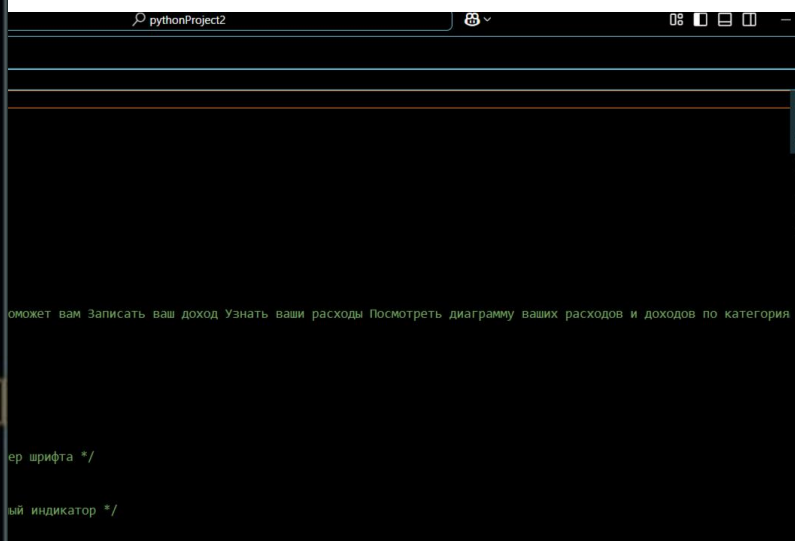 pythonProject2
оможет вам Записать ваш доход Узнать ваши расходы Посмотреть диаграмму ваших расходов и доходов по категория
ер шрифта */
ый индикатор */